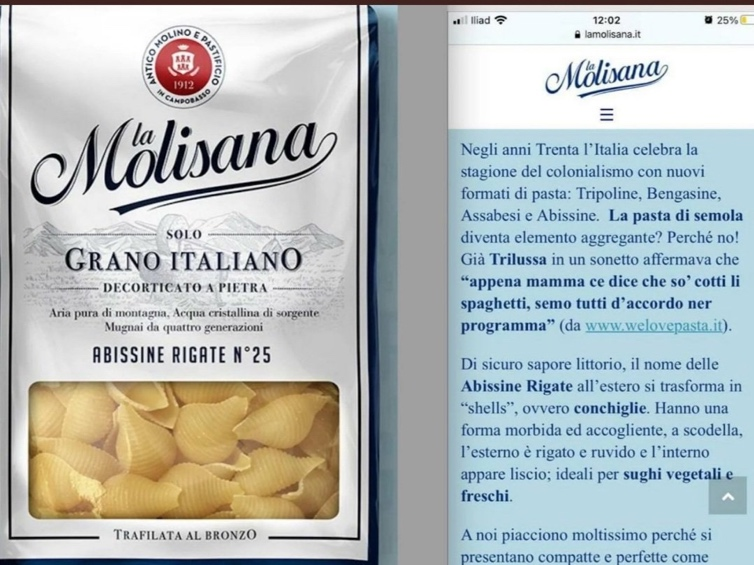 ANTICO MOLINO E PASTIFICIO
1912
IN CAMPOBASSO
la
Molisana
SOLO
GRANO ITALIANO
DECORTICATO A PIETRA
Aria pura di montagna, Acqua cristallina di sorgente
Mugnai da quattro generazioni
ABISSINE RIGATE N°25
TRAFILATA AL BRONZO
Iliad
12:02
25%
lamolisana.it
la
Molisana
Negli anni Trenta l’Italia celebra la
stagione del colonialismo con nuovi
formati di pasta: Tripoline, Bengasine,
Assabesi e Abissine. La pasta di semola
diventa elemento aggregante? Perché no!
Già Trilussa in un sonetto affermava che
“appena mamma ce dice che so’ cotti li
spaghetti, semo tutti d’accordo ner
programma” (da www.welovepasta.it).
Di sicuro sapore littorio, il nome delle
Abissine Rigate all’estero si trasforma in
“shells”, ovvero conchiglie. Hanno una
forma morbida ed accogliente, a scodella,
l’esterno è rigato e ruvido e l’interno
appare liscio; ideali per sughi vegetali e
freschi.
A noi piacciono moltissimo perché si
presentano compatte e perfette come